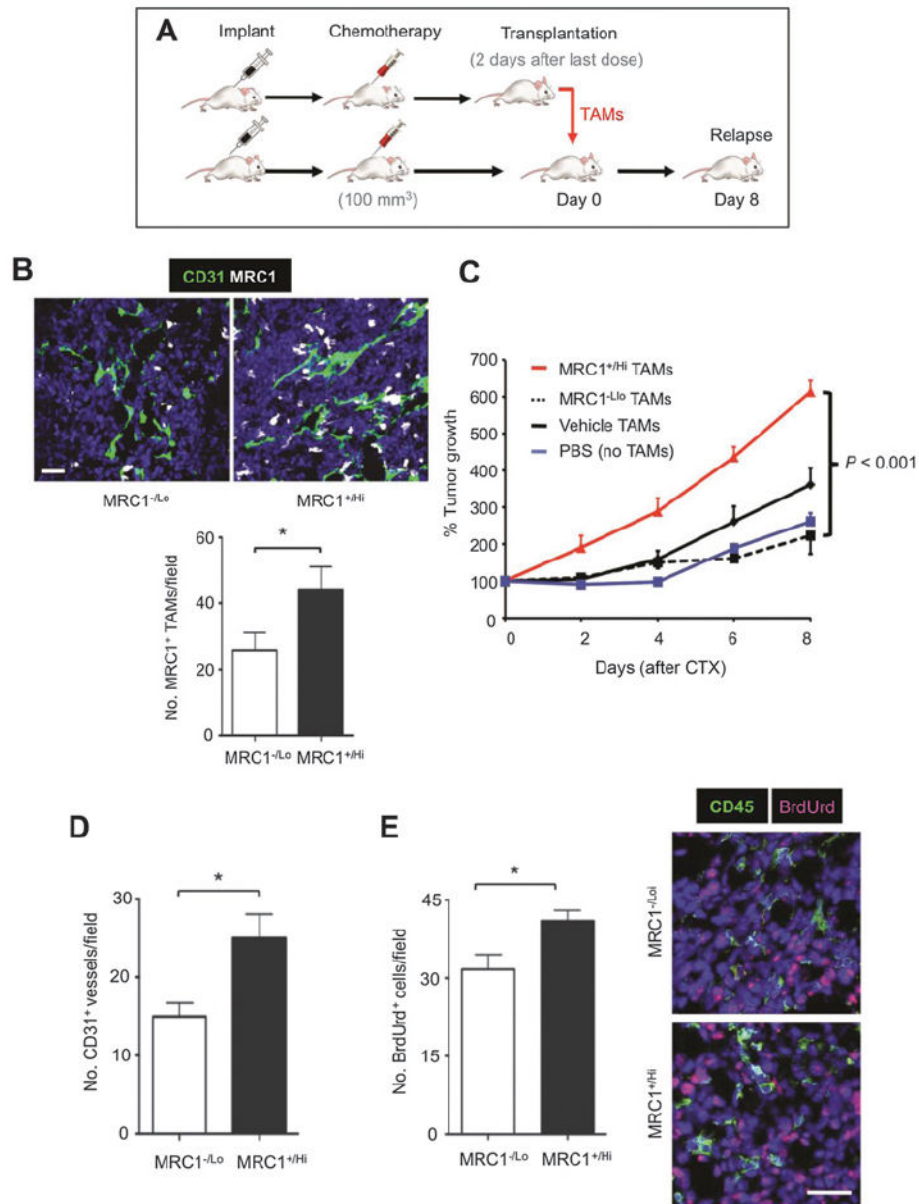 A
Implant
Chemotherapy
Transplantation
(2 days after last dose)
TAMs
Relapse
(100 mm³)
Day 0
Day 8
B
CD31 MRC1
MRC1-/Lo
MRC1+/Hi
*
No. MRC1+ TAMs/field
60
40
20
0
MRC1-/Lo
MRC1+/Hi
C
% Tumor growth
700
600
500
400
300
200
100
0
MRC1+/Hi TAMs
MRC1-Llo TAMs
Vehicle TAMs
PBS (no TAMs)
P < 0.001
0
2
4
6
8
Days (after CTX)
D
*
No. CD31+ vessels/field
30
20
10
0
MRC1-/Lo
MRC1+/Hi
E
*
No. BrdUrd+ cells/field
45
30
15
0
MRC1-/Lo
MRC1+/Hi
CD45
BrdUrd
MRC1-/Loi
MRC1+/Hi